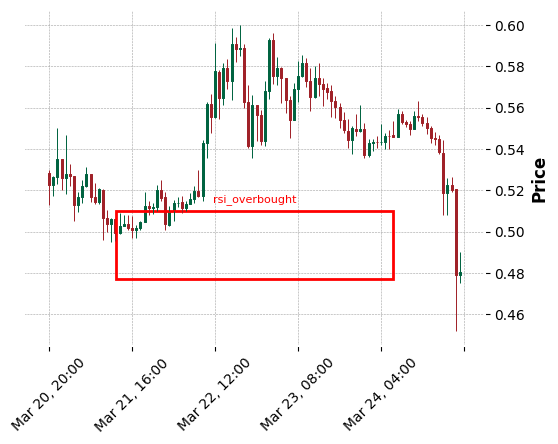 0.60
0.58
0.56
0.54
0.52
rsi_overbought
0.50
0.48
0.46
Price
Mar 20, 20:00
Mar 21, 16:00
Mar 22, 12:00
Mar 23, 08:00
Mar 24, 04:00